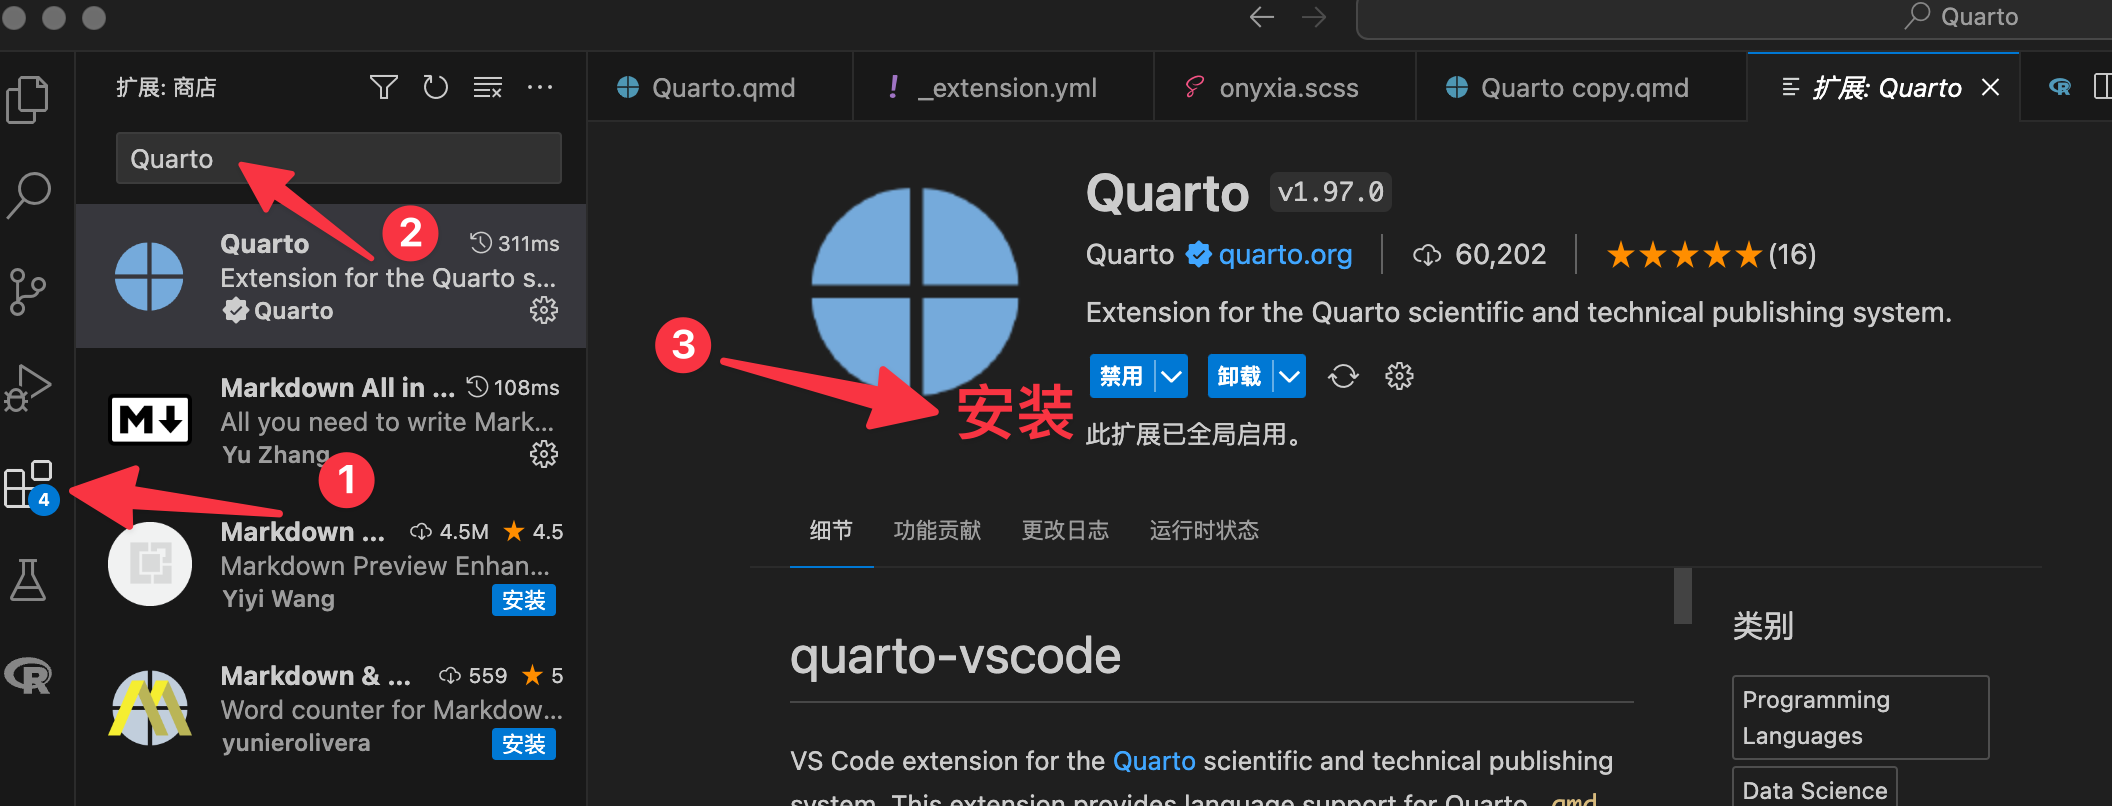 Quarto
扩展: 商店
Quarto.qmd
_extension.yml
onyxia.scss
Quarto copy.qmd
扩展: Quarto
Quarto
2
Quarto
311ms
Extension for the Quarto s...
Quarto
Markdown All in ...
108ms
All you need to write Mark...
Yu Zhang
1
4
Markdown ...
4.5M
4.5
Markdown Preview Enhan...
Yiyi Wang
安装
Markdown & ...
559
5
Word counter for Markdow...
yunierolivera
安装
Quarto
v1.97.0
Quarto
quarto.org
60,202
(16)
Extension for the Quarto scientific and technical publishing system.
3
安装
禁用
卸载
此扩展已全局启用。
细节
功能贡献
更改日志
运行时状态
quarto-vscode
VS Code extension for the Quarto scientific and technical publishing
system. This extension provides language support for Quarto .qmd
类别
Programming
Languages
Data Science